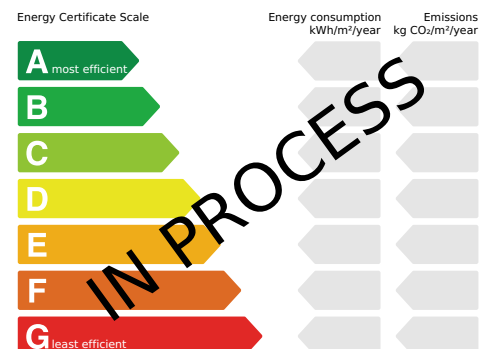 Energy Certificate Scale
Energy consumption
kWh/m²/year
Emissions
kg CO₂/m²/year
A most efficient
B
C
D
E
F
G least efficient
IN PROCESS